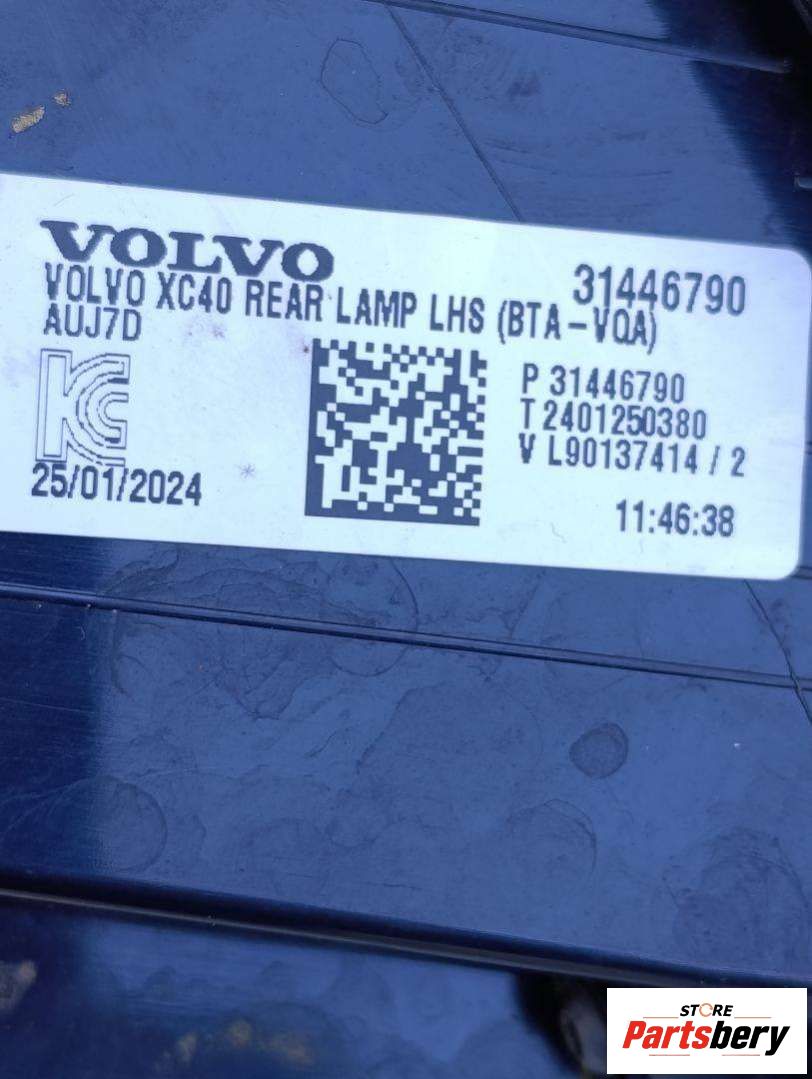 VOLVO
31446790
VOLVO XC40 REAR LAMP LHS (BTA-VQA)
AUJ7D
P 31446790
T 2401250380
V L90137414 / 2
KC
25/01/2024
11:46:38
STORE
Partsbery